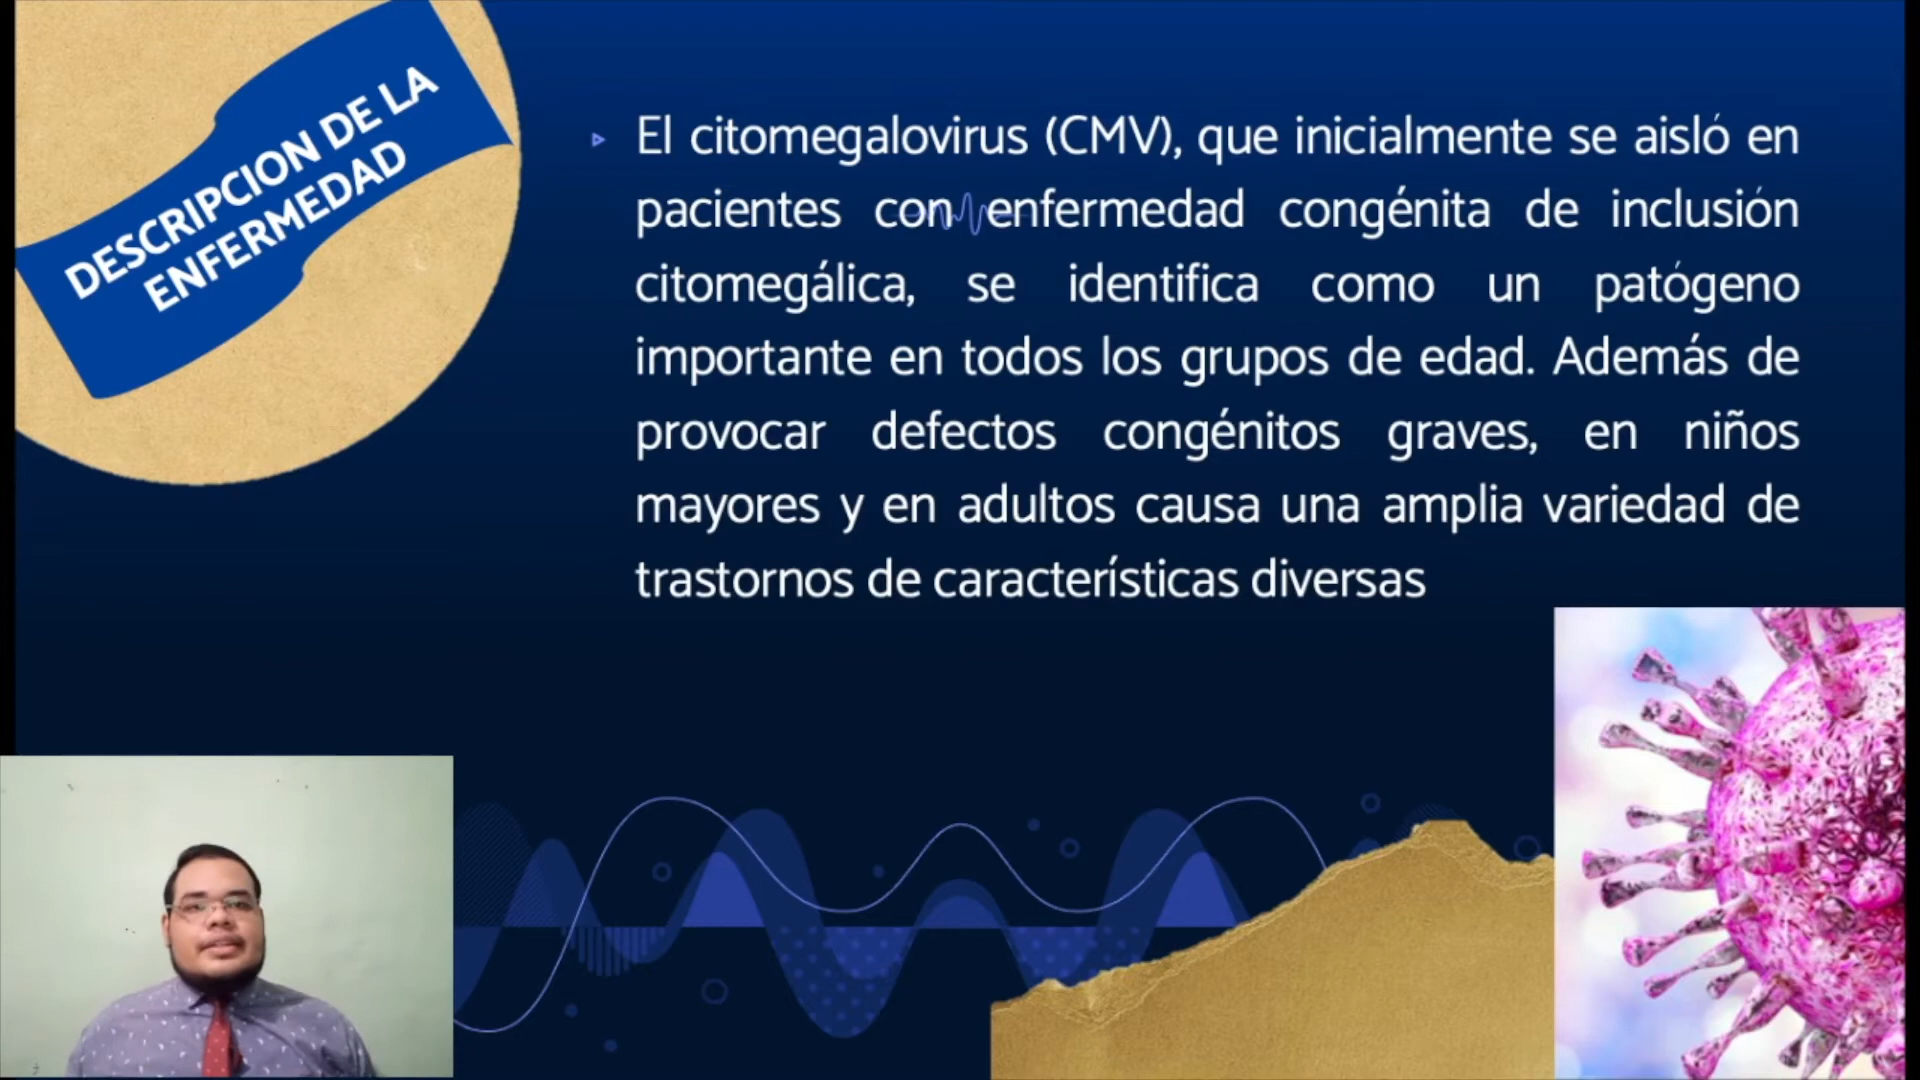 DESCRIPCION DE LA
ENFERMEDAD
El citomegalovirus (CMV), que inicialmente se aisló en
pacientes con enfermedad congénita de inclusión
citomegálica, se identifica como un patógeno
importante en todos los grupos de edad. Además de
provocar defectos congénitos graves, en niños
mayores y en adultos causa una amplia variedad de
trastornos de características diversas